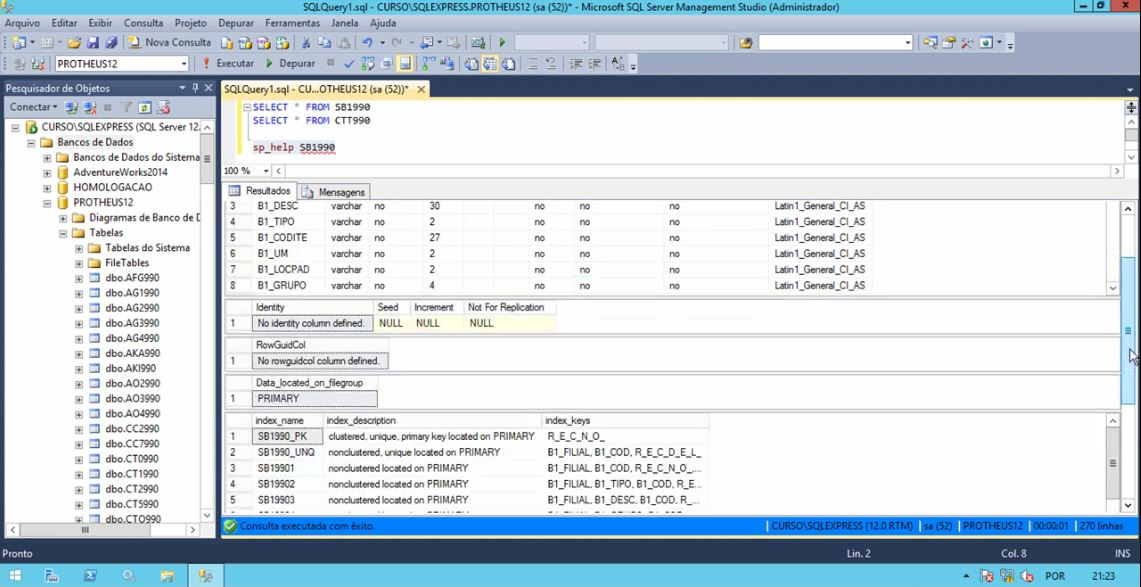 SQLQuery1.sql - CURSO\SQLEXPRESS.PROTHEUS12 (sa (52))* - Microsoft SQL Server Management Studio (Administrador)
Arquivo Editar Exibir Consulta Projeto Depurar Ferramentas Janela Ajuda
Nova Consulta
PROTHEUS12 Executar Depurar
Pesquisador de Objetos
Conectar
CURSO\SQLEXPRESS (SQL Server 12.
Bancos de Dados
Bancos de Dados do Sistema
AdventureWorks2014
HOMOLOGACAO
PROTHEUS12
Diagramas de Banco de D
Tabelas
Tabelas do Sistema
FileTables
dbo.AFG990
dbo.AG1990
dbo.AG2990
dbo.AG3990
dbo.AG4990
dbo.AKA990
dbo.AKI990
dbo.AO2990
dbo.AO3990
dbo.AO4990
dbo.CC2990
dbo.CC7990
dbo.CT0990
dbo.CT1990
dbo.CT2990
dbo.CT5990
dbo.CTO990
SQLQuery1.sql - CU...OTHEUS12 (sa (52))*
SELECT * FROM SB1990
SELECT * FROM CTT990
sp_help SB1990
100 %
Resultados Mensagens
3 B1_DESC varchar no 30 no no no Latin1_General_CI_AS
4 B1_TIPO varchar no 2 no no no Latin1_General_CI_AS
5 B1_CODITE varchar no 27 no no no Latin1_General_CI_AS
6 B1_UM varchar no 2 no no no Latin1_General_CI_AS
7 B1_LOCPAD varchar no 2 no no no Latin1_General_CI_AS
8 B1_GRUPO varchar no 4 no no no Latin1_General_CI_AS
Identity Seed Increment Not For Replication
1 No identity column defined. NULL NULL NULL
RowGuidCol
1 No rowguidcol column defined.
Data_located_on_filegroup
1 PRIMARY
index_name index_description index_keys
1 SB1990_PK clustered, unique, primary key located on PRIMARY R_E_C_N_O_
2 SB1990_UNQ nonclustered, unique located on PRIMARY B1_FILIAL, B1_COD, R_E_C_D_E_L_
3 SB19901 nonclustered located on PRIMARY B1_FILIAL, B1_COD, R_E_C_N_O_...
4 SB19902 nonclustered located on PRIMARY B1_FILIAL, B1_TIPO, B1_COD, R_E...
5 SB19903 nonclustered located on PRIMARY B1_FILIAL, B1_DESC, B1_COD, R_...
Consulta executada com êxito. CURSO\SQLEXPRESS (12.0 RTM) sa (52) PROTHEUS12 00:00:01 270 linhas
Pronto Lin. 2 Col. 8 INS
POR 21:23